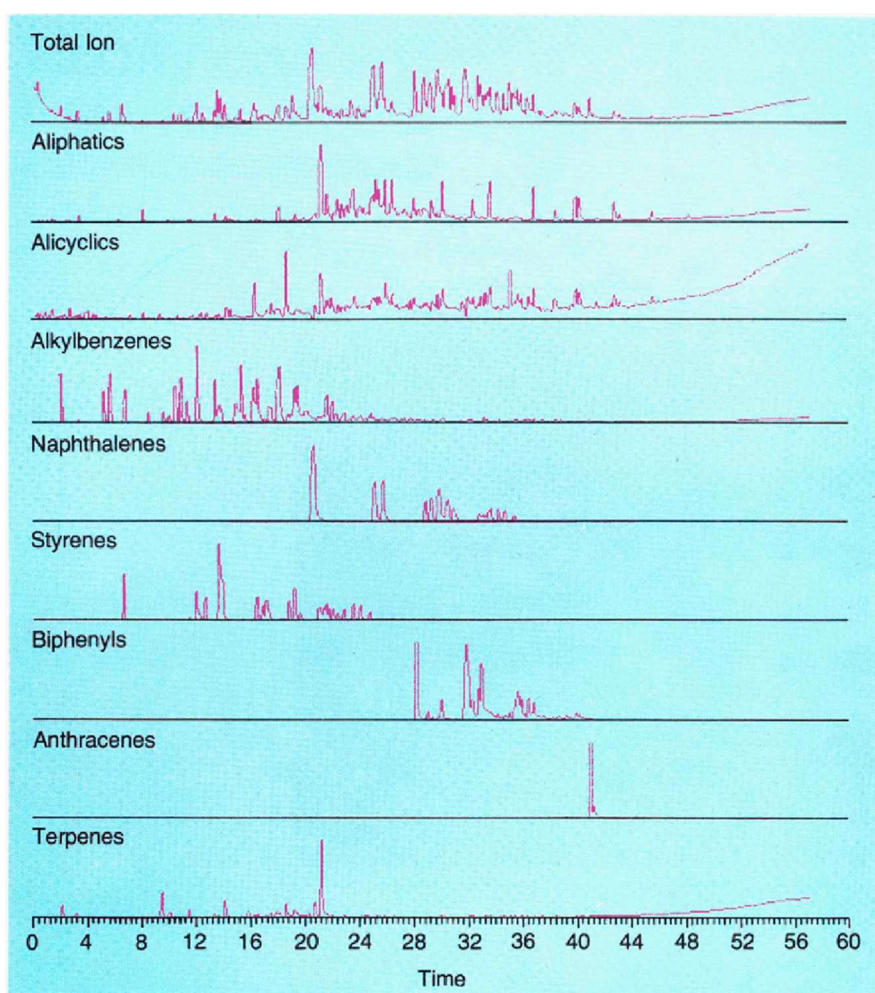 Total Ion
Aliphatics
Alicyclics
Alkylbenzenes
Naphthalenes
Styrenes
Biphenyls
Anthracenes
Terpenes
0 4 8 12 16 20 24 28 32 36 40 44 48 52 56 60
Time